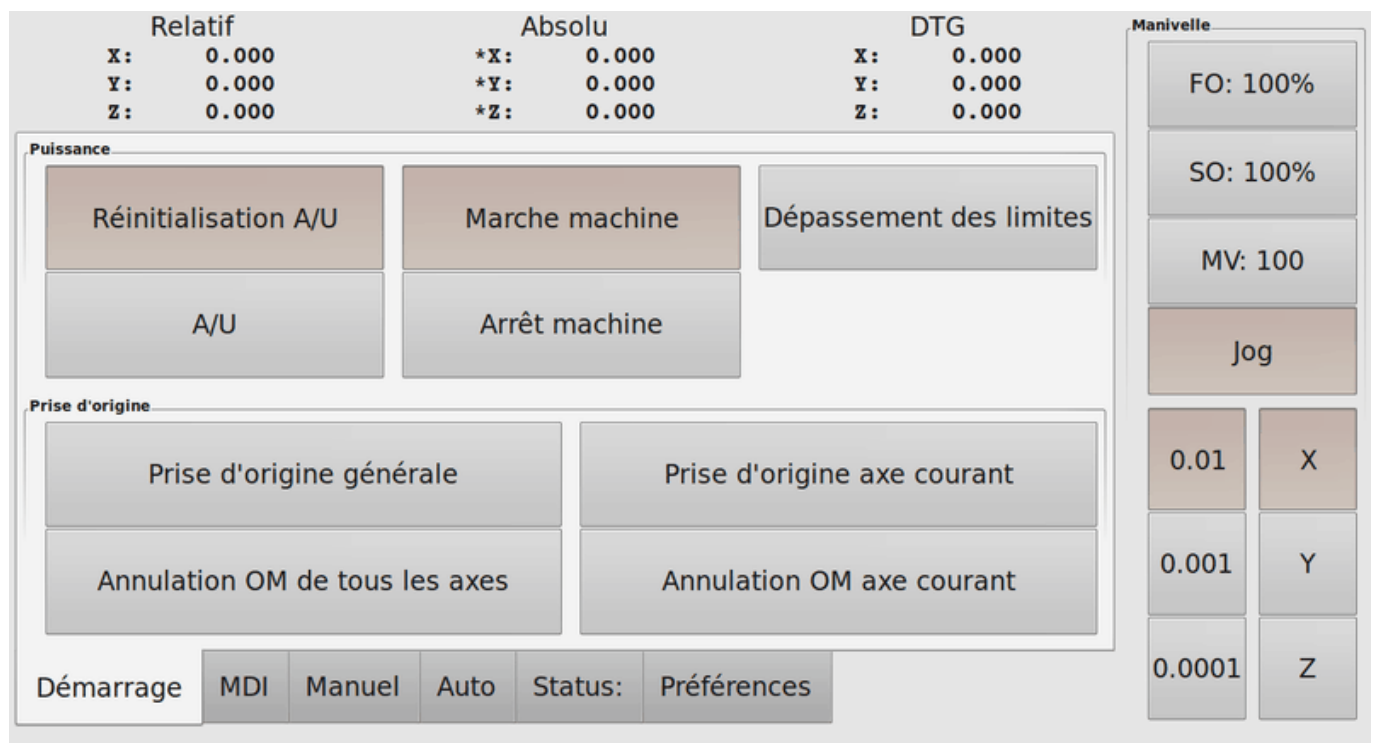 Relatif Absolu DTG Manivelle
X: 0.000 *X: 0.000 X: 0.000
Y: 0.000 *Y: 0.000 Y: 0.000
Z: 0.000 *Z: 0.000 Z: 0.000
FO: 100%
Puissance
SO: 100%
Réinitialisation A/U Marche machine Dépassement des limites
MV: 100
A/U Arrêt machine
Jog
Prise d'origine
Prise d'origine générale Prise d'origine axe courant
0.01 X
Annulation OM de tous les axes Annulation OM axe courant
0.001 Y
0.0001 Z
Démarrage MDI Manuel Auto Status: Préférences